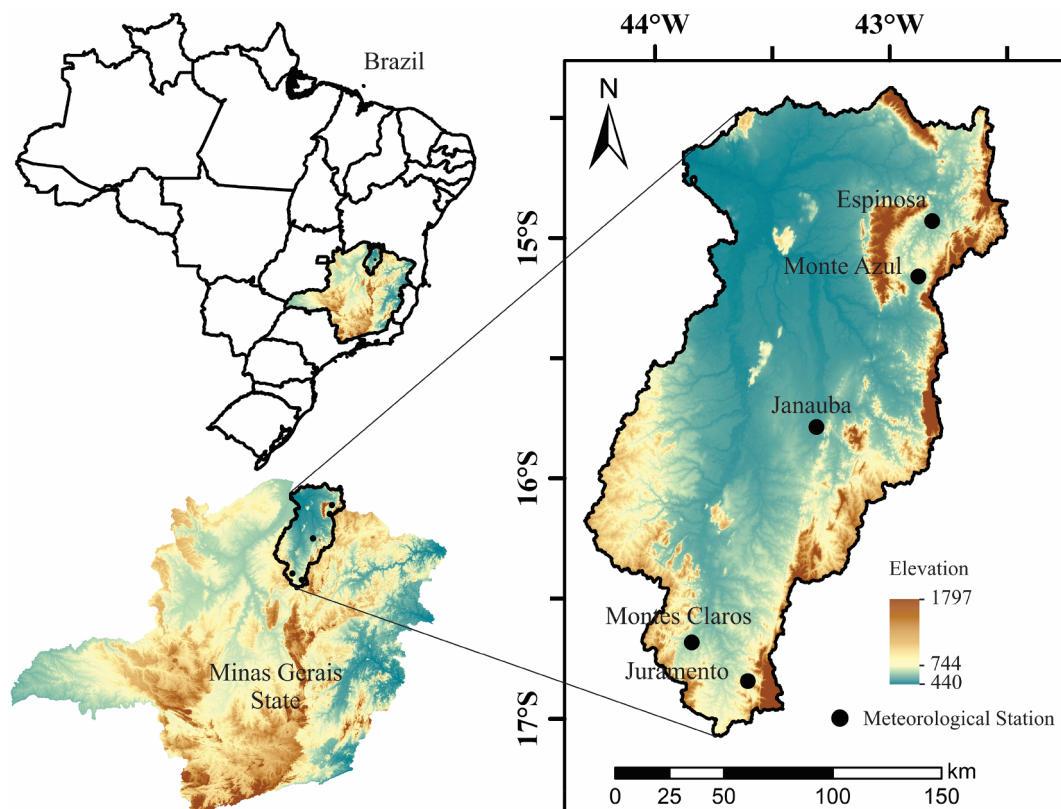 Brazil
44°W 43°W
N
Espinosa
15°S
Monte Azul
Janauba
16°S
Elevation
1797
744
440
Montes Claros
Juramento
Minas Gerais
State
17°S
Meteorological Station
km
0 25 50 100 150